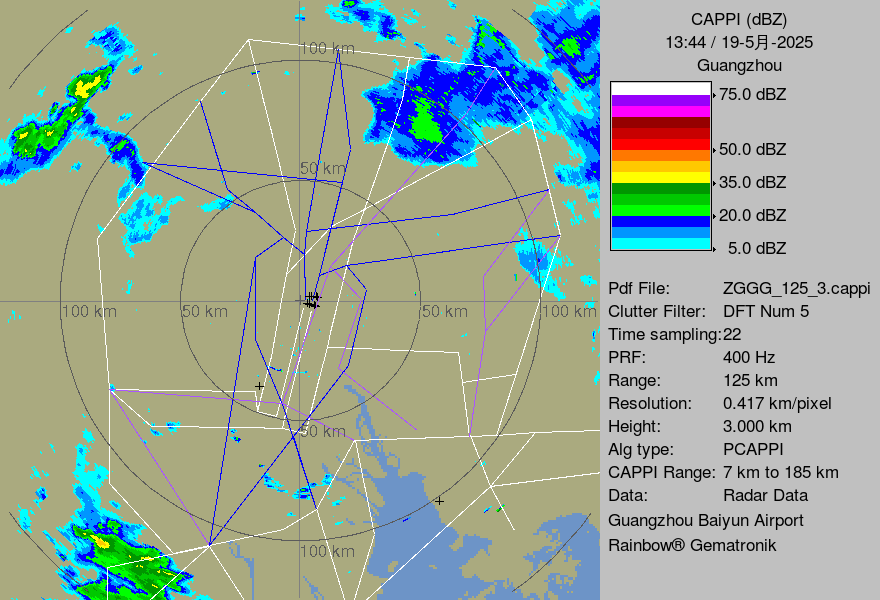 CAPPI (dBZ)
13:44 / 19-5月-2025
Guangzhou
75.0 dBZ
50.0 dBZ
35.0 dBZ
20.0 dBZ
5.0 dBZ
Pdf File: ZGGG_125_3.cappi
Clutter Filter: DFT Num 5
Time sampling:22
PRF: 400 Hz
Range: 125 km
Resolution: 0.417 km/pixel
Height: 3.000 km
Alg type: PCAPPI
CAPPI Range: 7 km to 185 km
Data: Radar Data
Guangzhou Baiyun Airport
Rainbow® Gematronik
100 km
50 km
100 km
50 km
50 km
100 km
50 km
100 km